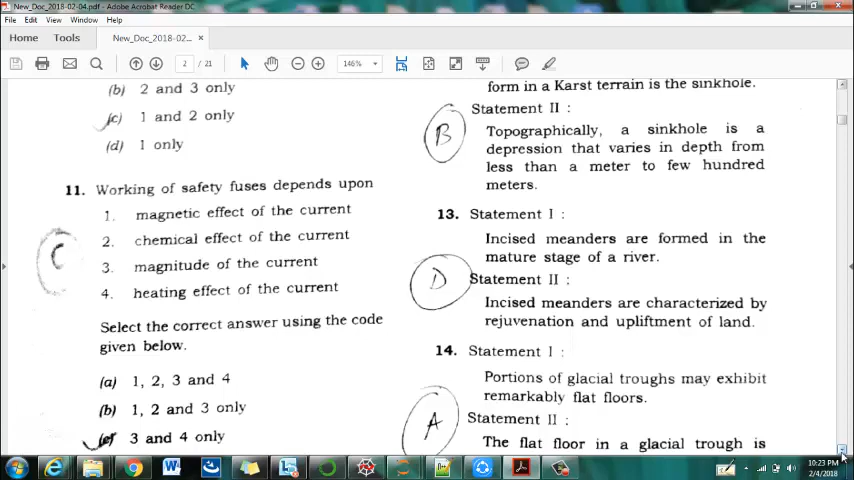 New_Doc_2018-02-04.pdf - Adobe Acrobat Reader DC
File Edit View Window Help
Home Tools New_Doc_2018-02... ×
2 / 21 146%
(b) 2 and 3 only
(c) 1 and 2 only
(d) 1 only
11. Working of safety fuses depends upon
1. magnetic effect of the current
2. chemical effect of the current
3. magnitude of the current
4. heating effect of the current
C
Select the correct answer using the code
given below.
(a) 1, 2, 3 and 4
(b) 1, 2 and 3 only
(c) 3 and 4 only
form in a Karst terrain is the sinkhole.
Statement II :
B
Topographically, a sinkhole is a
depression that varies in depth from
less than a meter to few hundred
meters.
13. Statement I :
Incised meanders are formed in the
mature stage of a river.
D
Statement II :
Incised meanders are characterized by
rejuvenation and upliftment of land.
14. Statement I :
Portions of glacial troughs may exhibit
remarkably flat floors.
A
Statement II :
The flat floor in a glacial trough is
10:23 PM
2/4/2018